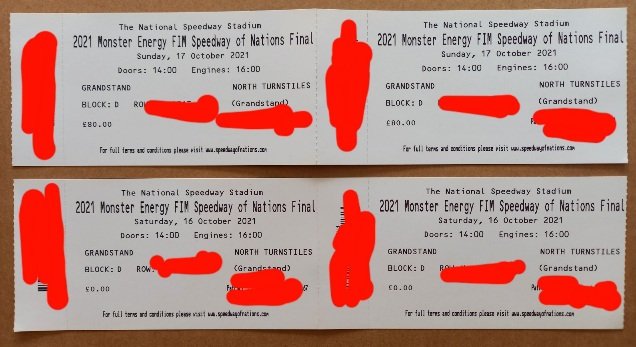 The National Speedway Stadium
2021 Monster Energy FIM Speedway of Nations Final
Sunday, 17 October 2021
Doors: 14:00 Engines: 16:00
GRANDSTAND NORTH TURNSTILES
BLOCK: D (Grandstand)
£80.00
For full terms and conditions please visit www.speedwayofnations.com
The National Speedway Stadium
2021 Monster Energy FIM Speedway of Nations Final
Sunday, 17 October 2021
Doors: 14:00 Engines: 16:00
GRANDSTAND NORTH TURNSTILES
BLOCK: D (Grandstand)
£80.00
For full terms and conditions please visit www.speedwayofnations.com
The National Speedway Stadium
2021 Monster Energy FIM Speedway of Nations Final
Saturday, 16 October 2021
Doors: 14:00 Engines: 16:00
GRANDSTAND NORTH TURNSTILES
BLOCK: D ROW: (Grandstand)
£0.00
For full terms and conditions please visit www.speedwayofnations.com
The National Speedway Stadium
2021 Monster Energy FIM Speedway of Nations Final
Saturday, 16 October 2021
Doors: 14:00 Engines: 16:00
GRANDSTAND NORTH TURNSTILES
BLOCK: D (Grandstand)
£0.00
For full terms and conditions please visit www.speedwayofnations.com